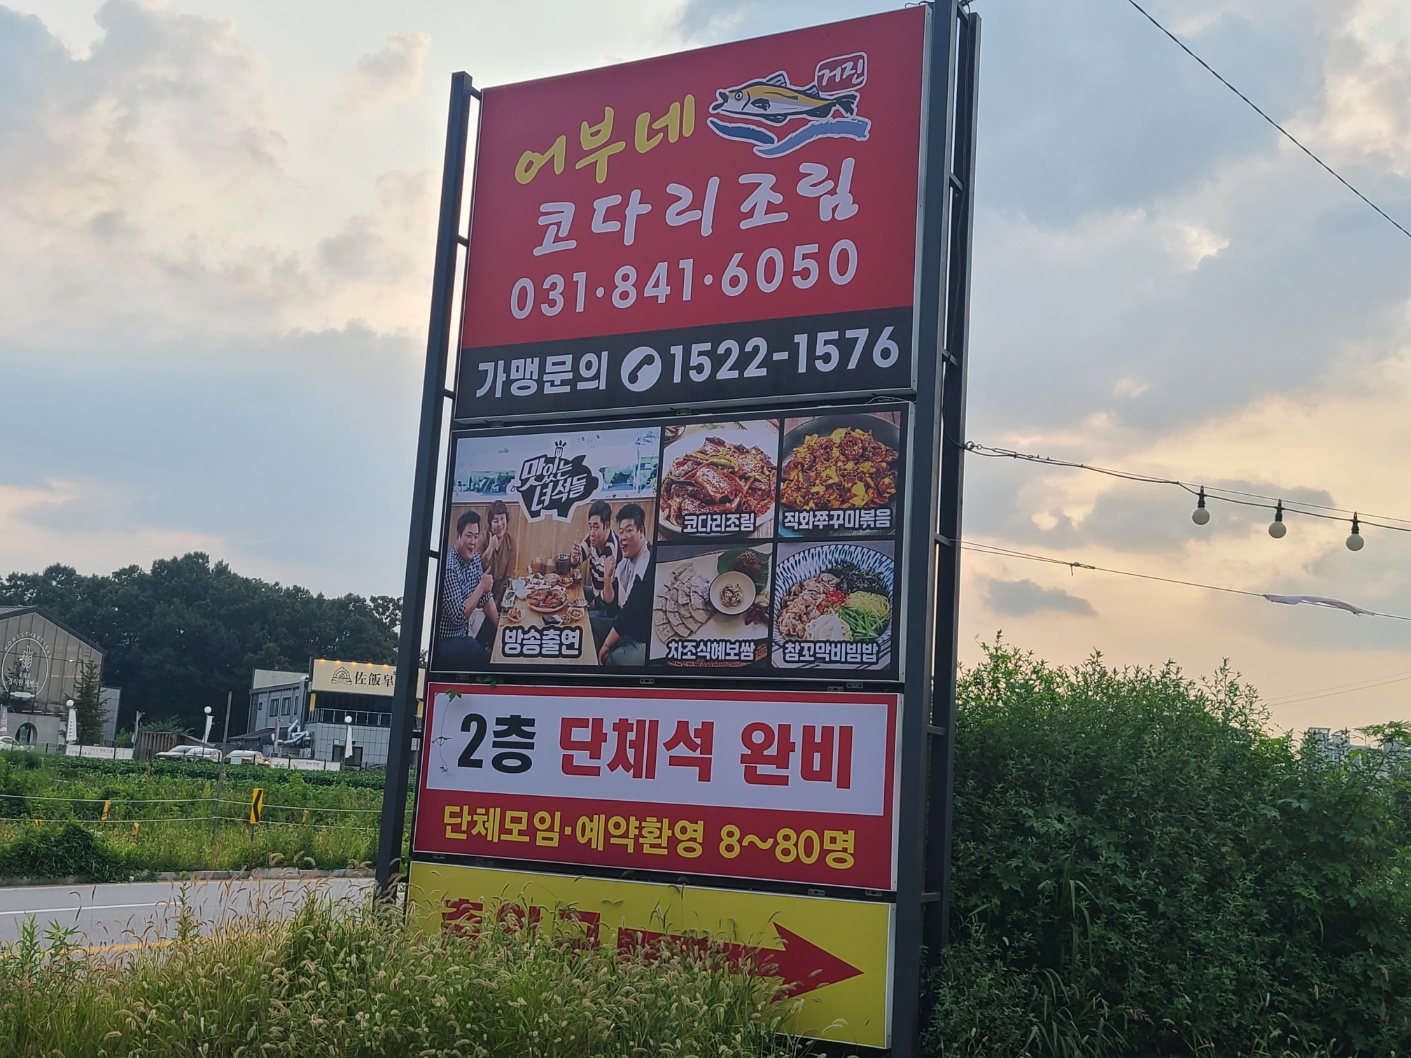 거진
어부네
코다리조림
031·841·6050
가맹문의 1522-1576
맛있는
녀석들
방송출연
코다리조림
직화쭈꾸미볶음
차조식혜보쌈
참꼬막비빔밥
2층 단체석 완비
단체모임·예약환영 8~80명
佐飯皐